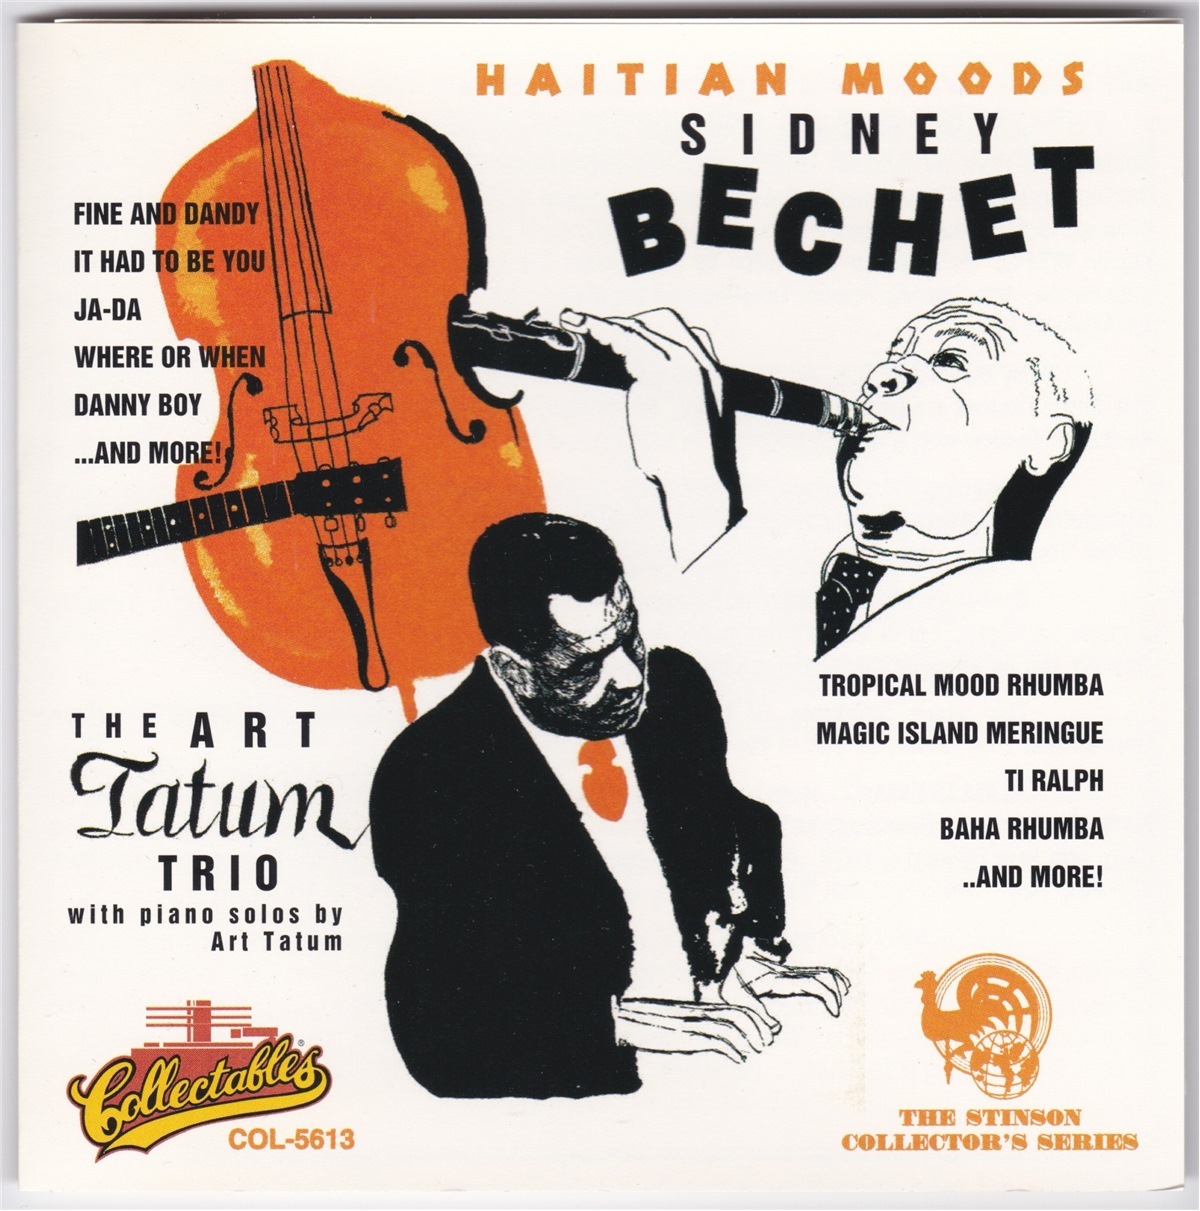 HAITIAN MOODS
SIDNEY
BECHET
FINE AND DANDY
IT HAD TO BE YOU
JA-DA
WHERE OR WHEN
DANNY BOY
...AND MORE!
THE ART
Tatum
TRIO
with piano solos by
Art Tatum
TROPICAL MOOD RHUMBA
MAGIC ISLAND MERINGUE
TI RALPH
BAHA RHUMBA
..AND MORE!
Collectables®
COL-5613
THE STINSON
COLLECTOR'S SERIES